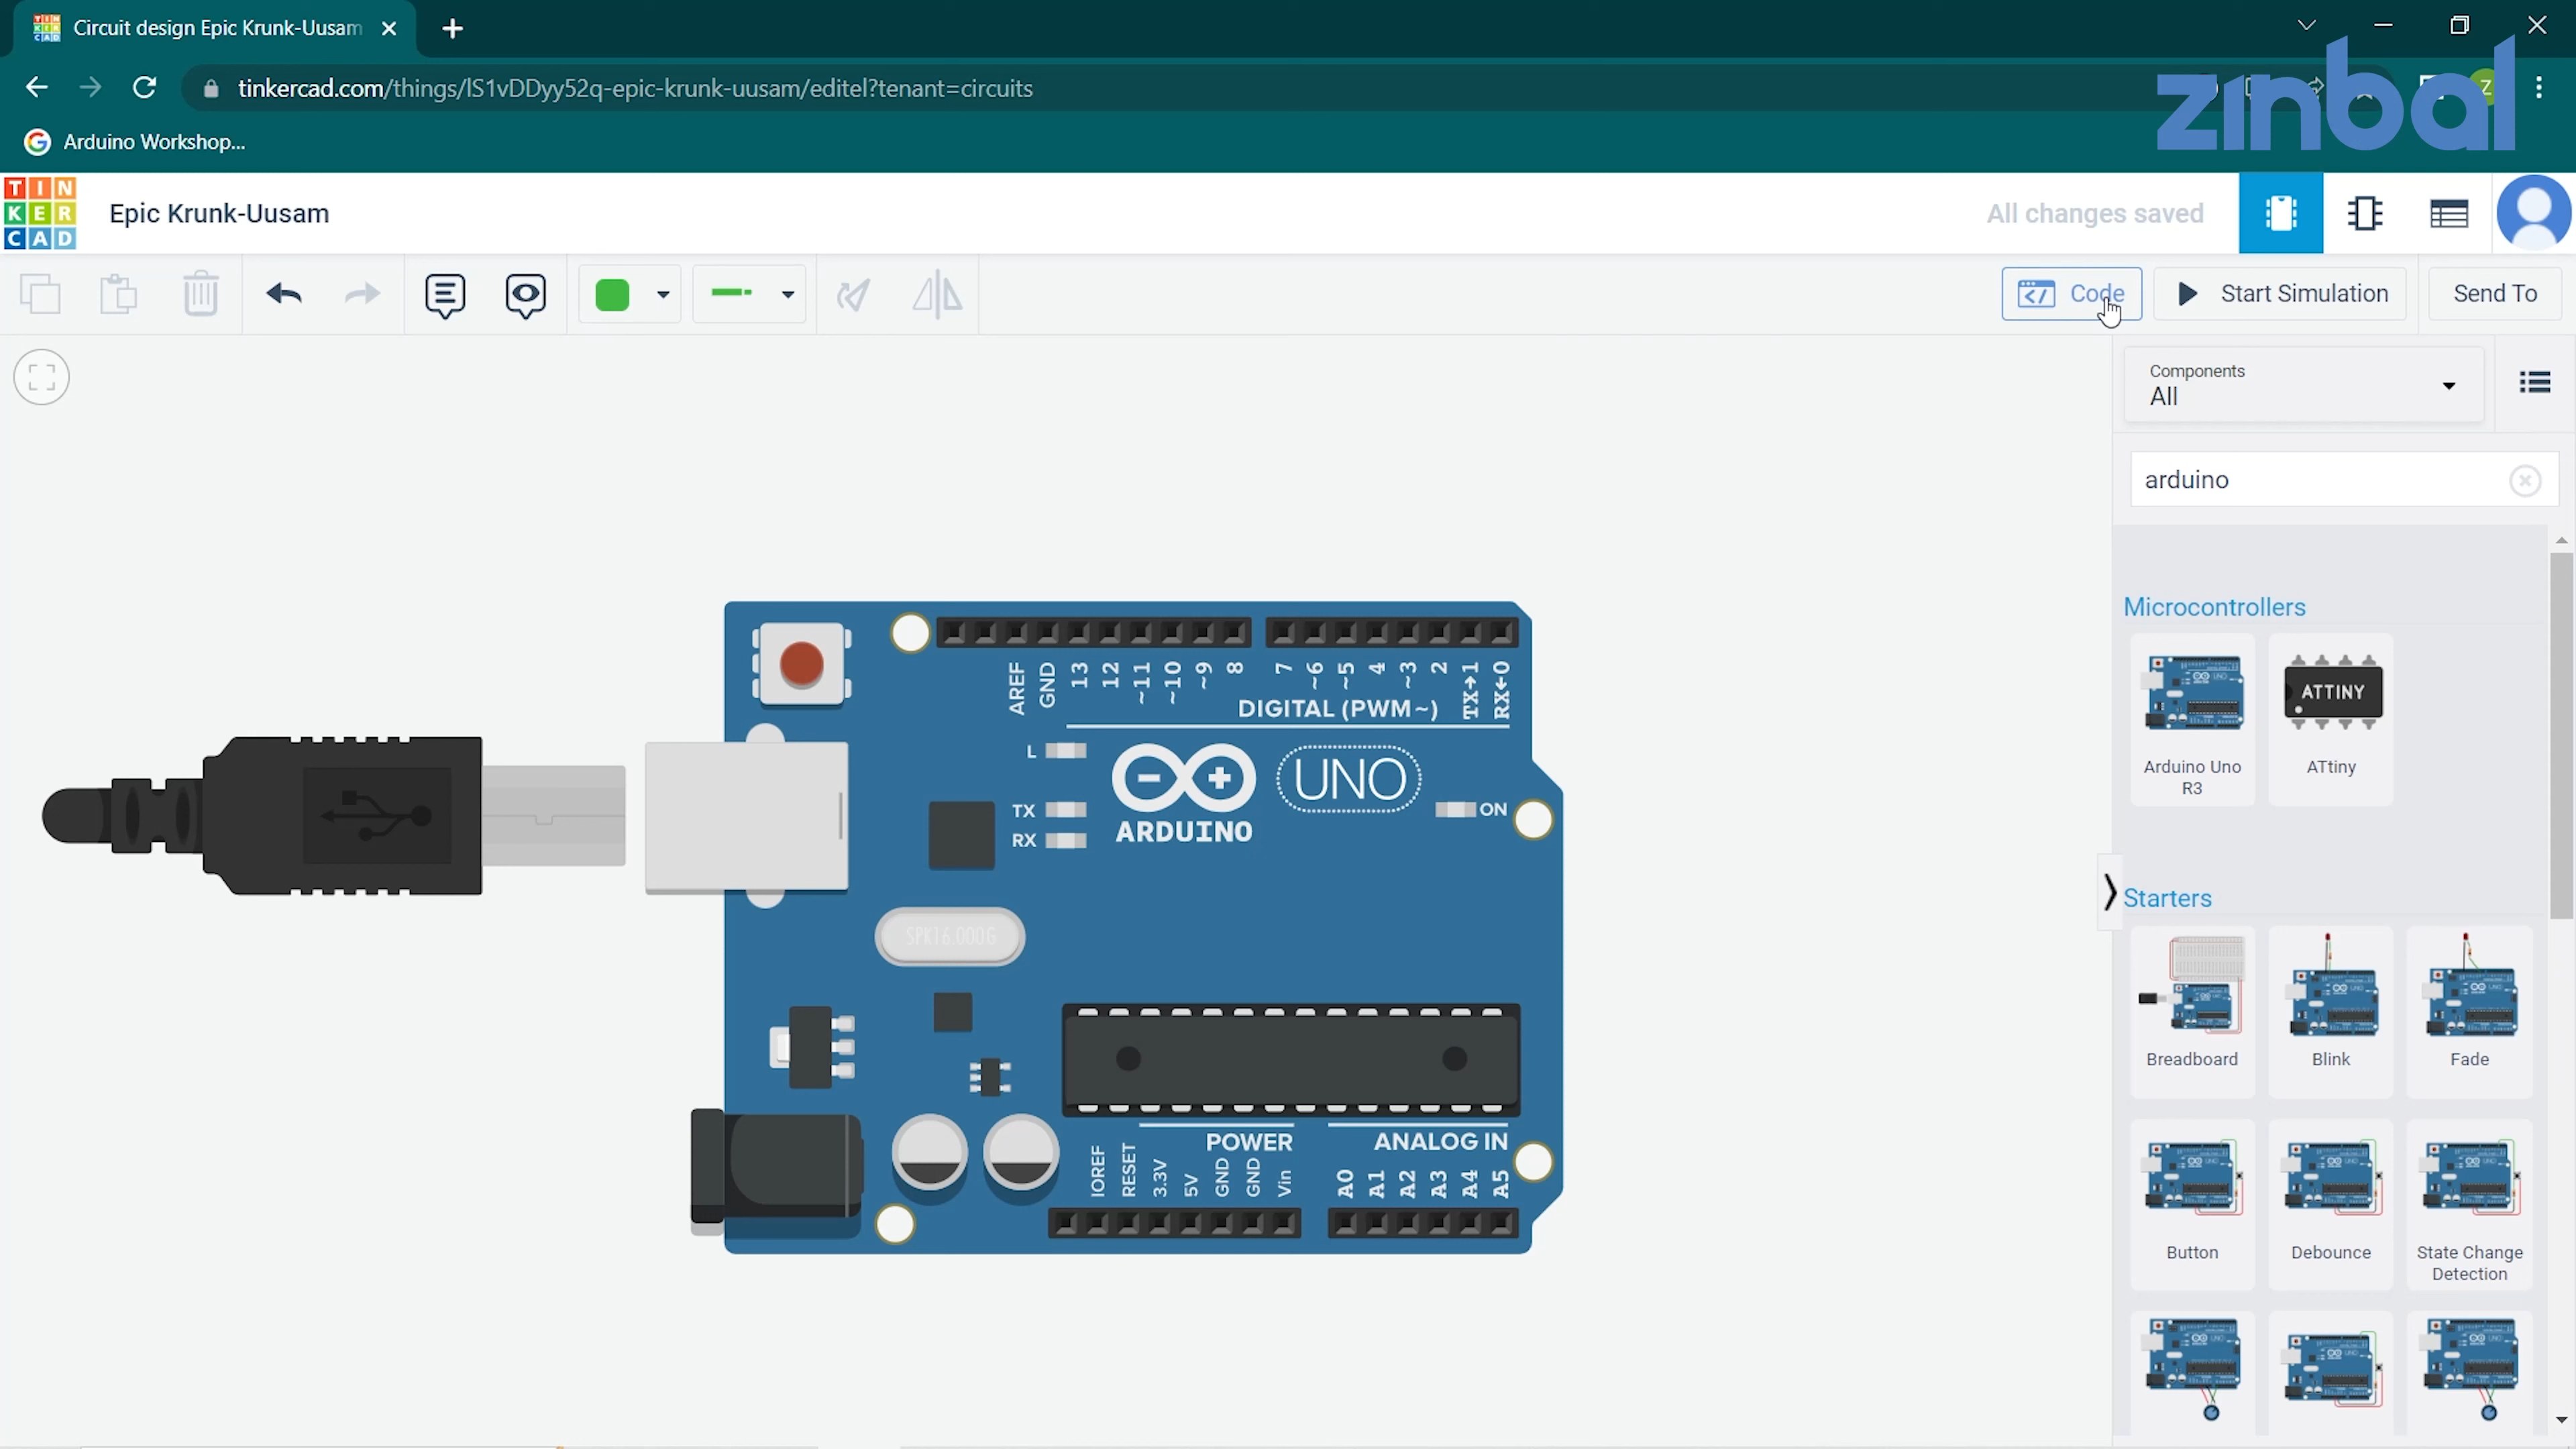 Circuit design Epic Krunk-Uusam
tinkercad.com/things/lS1vDDyy52q-epic-krunk-uusam/editel?tenant=circuits
zinbal
Z
Arduino Workshop...
TIN
KER
CAD
Epic Krunk-Uusam
All changes saved
Code
Start Simulation
Send To
Components
All
arduino
Microcontrollers
ATTINY
Arduino Uno
R3
ATtiny
Starters
Breadboard
Blink
Fade
Button
Debounce
State Change
Detection
AREF
GND
13
12
~11
~10
~9
8
7
~6
~5
4
~3
2
TX→1
RX←0
DIGITAL (PWM~)
L
TX
RX
UNO
ARDUINO
ON
SPK16.000G
POWER
ANALOG IN
IOREF
RESET
3.3V
5V
GND
GND
Vin
A0
A1
A2
A3
A4
A5